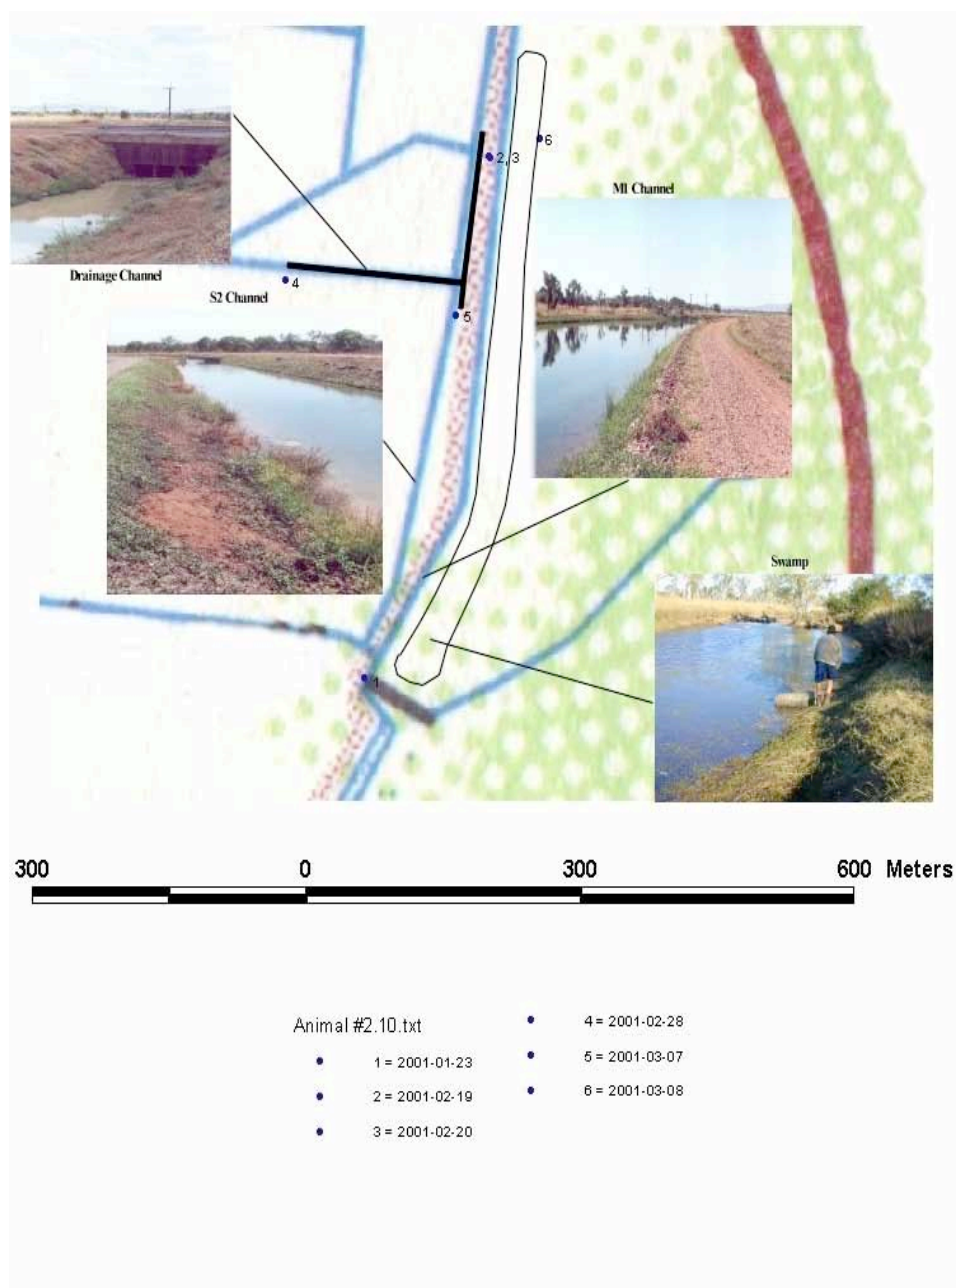 6
2, 3
M1 Channel
Drainage Channel
4
S2 Channel
5
Swamp
1
300 0 300 600 Meters
Animal #2.10.txt
1 = 2001-01-23
2 = 2001-02-19
3 = 2001-02-20
4 = 2001-02-28
5 = 2001-03-07
6 = 2001-03-08